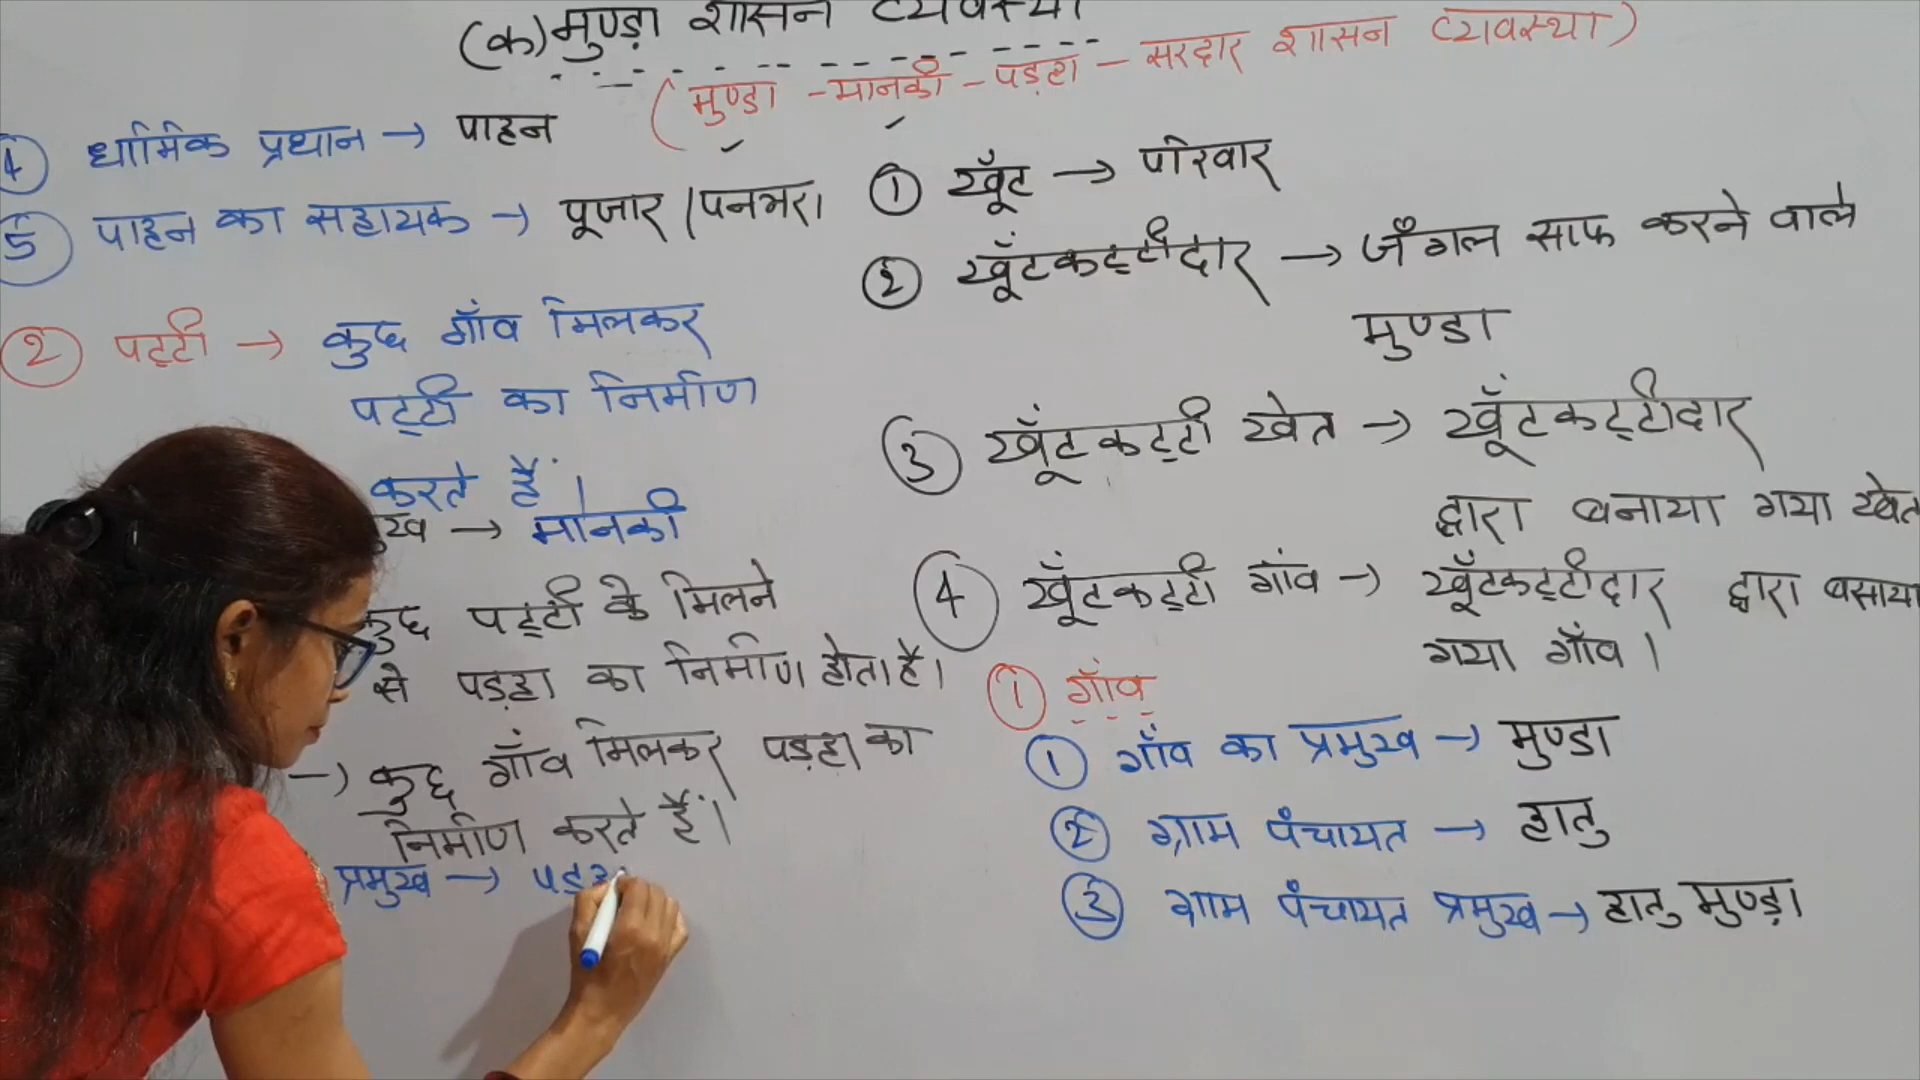 (क) मुण्डा शासन व्यवस्था
(मुण्डा - मानकी - पड़हा - सरदार शासन व्यवस्था)
④ धार्मिक प्रधान → पाहन
⑤ पाहन का सहायक → पूजार / पनभरा
② पट्टी → कुछ गाँव मिलकर
पट्टी का निर्माण
करते हैं।
→ मानकी
कुछ पट्टी के मिलने
से पड़हा का निर्माण होता है।
→ कुछ गाँव मिलकर पड़हा का
निर्माण करते हैं।
प्रमुख →
① खूँट → परिवार
② खूँटकट्टीदार → जँगल साफ करने वाले
मुण्डा
③ खूँटकट्टी खेत → खूँटकट्टीदार
द्वारा बनाया गया खेत
④ खूँटकट्टी गांव → खूँटकट्टीदार द्वारा बसाया
गया गाँव।
① गाँव
① गाँव का प्रमुख → मुण्डा
② ग्राम पंचायत → हातु
③ ग्राम पंचायत प्रमुख → हातु मुण्डा